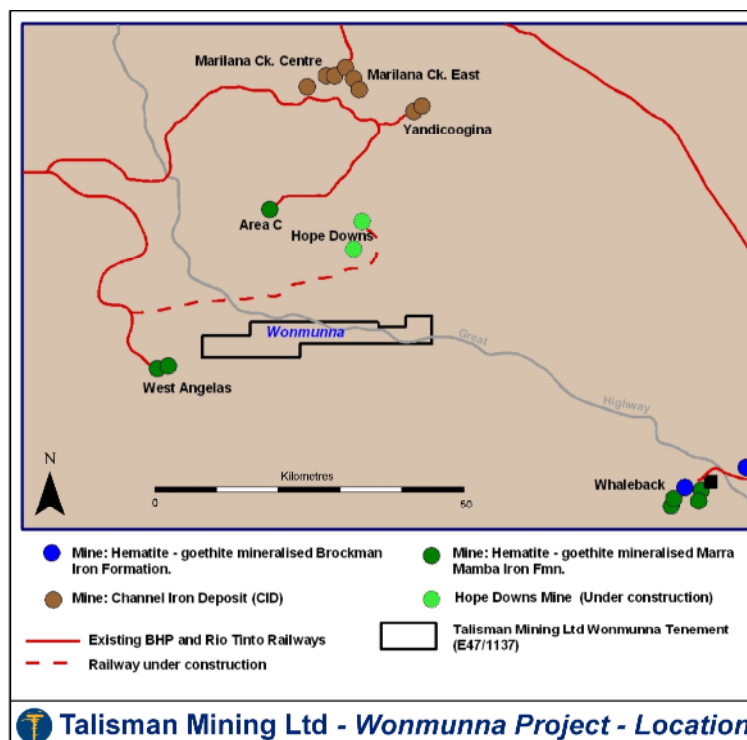 Marilana Ck. Centre
Marilana Ck. East
Yandicoogina
Area C
Hope Downs
Wonmunna
Great
Highway
West Angelas
Whaleback
N
Kilometres
0
50
Mine: Hematite - goethite mineralised Brockman
Iron Formation.
Mine: Hematite - goethite mineralised Marra
Mamba Iron Fmn.
Mine: Channel Iron Deposit (CID)
Hope Downs Mine (Under construction)
Existing BHP and Rio Tinto Railways
Railway under construction
Talisman Mining Ltd Wonmunna Tenement
(E47/1137)
Talisman Mining Ltd - Wonmunna Project - Location